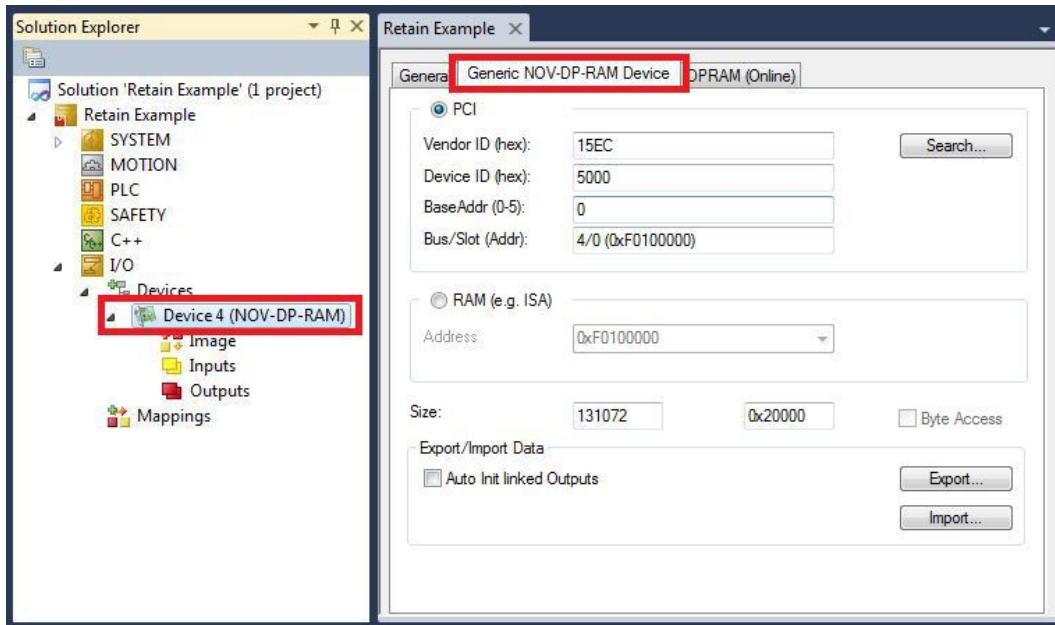 Solution Explorer
Solution 'Retain Example' (1 project)
Retain Example
SYSTEM
MOTION
PLC
SAFETY
C++
I/O
Devices
Device 4 (NOV-DP-RAM)
Image
Inputs
Outputs
Mappings
Retain Example
Genera Generic NOV-DP-RAM Device DPRAM (Online)
PCI
Vendor ID (hex): 15EC Search...
Device ID (hex): 5000
BaseAddr (0-5): 0
Bus/Slot (Addr): 4/0 (0xF0100000)
RAM (e.g. ISA)
Address 0xF0100000
Size: 131072 0x20000 Byte Access
Export/Import Data
Auto Init linked Outputs Export...
Import...